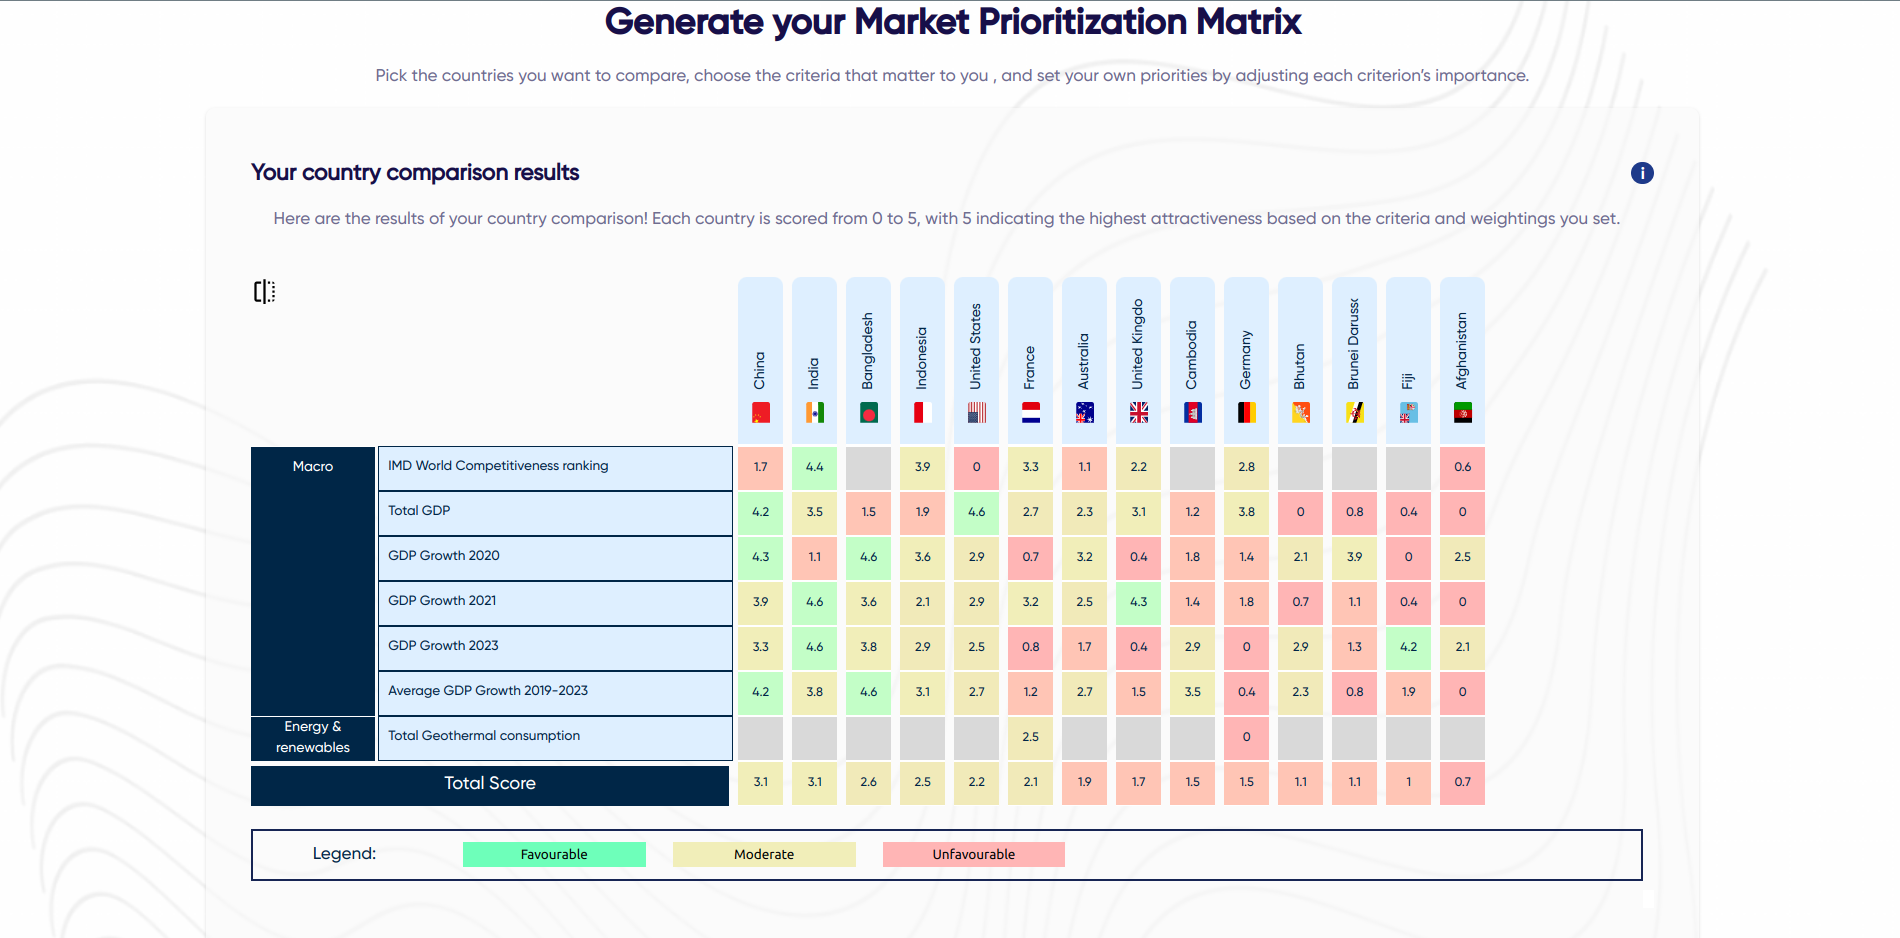 Generate your Market Prioritization Matrix
Pick the countries you want to compare, choose the criteria that matter to you , and set your own priorities by adjusting each criterion's importance.
Your country comparison results
i
Here are the results of your country comparison! Each country is scored from 0 to 5, with 5 indicating the highest attractiveness based on the criteria and weightings you set.
China India Bangladesh Indonesia United States France Australia United Kingdo Cambodia Germany Bhutan Brunei Darussc Fiji Afghanistan
Macro IMD World Competitiveness ranking 1.7 4.4 3.9 0 3.3 1.1 2.2 2.8 0.6
Total GDP 4.2 3.5 1.5 1.9 4.6 2.7 2.3 3.1 1.2 3.8 0 0.8 0.4 0
GDP Growth 2020 4.3 1.1 4.6 3.6 2.9 0.7 3.2 0.4 1.8 1.4 2.1 3.9 0 2.5
GDP Growth 2021 3.9 4.6 3.6 2.1 2.9 3.2 2.5 4.3 1.4 1.8 0.7 1.1 0.4 0
GDP Growth 2023 3.3 4.6 3.8 2.9 2.5 0.8 1.7 0.4 2.9 0 2.9 1.3 4.2 2.1
Average GDP Growth 2019-2023 4.2 3.8 4.6 3.1 2.7 1.2 2.7 1.5 3.5 0.4 2.3 0.8 1.9 0
Energy &
renewables
Total Geothermal consumption 2.5 0
Total Score 3.1 3.1 2.6 2.5 2.2 2.1 1.9 1.7 1.5 1.5 1.1 1.1 1 0.7
Legend: Favourable Moderate Unfavourable